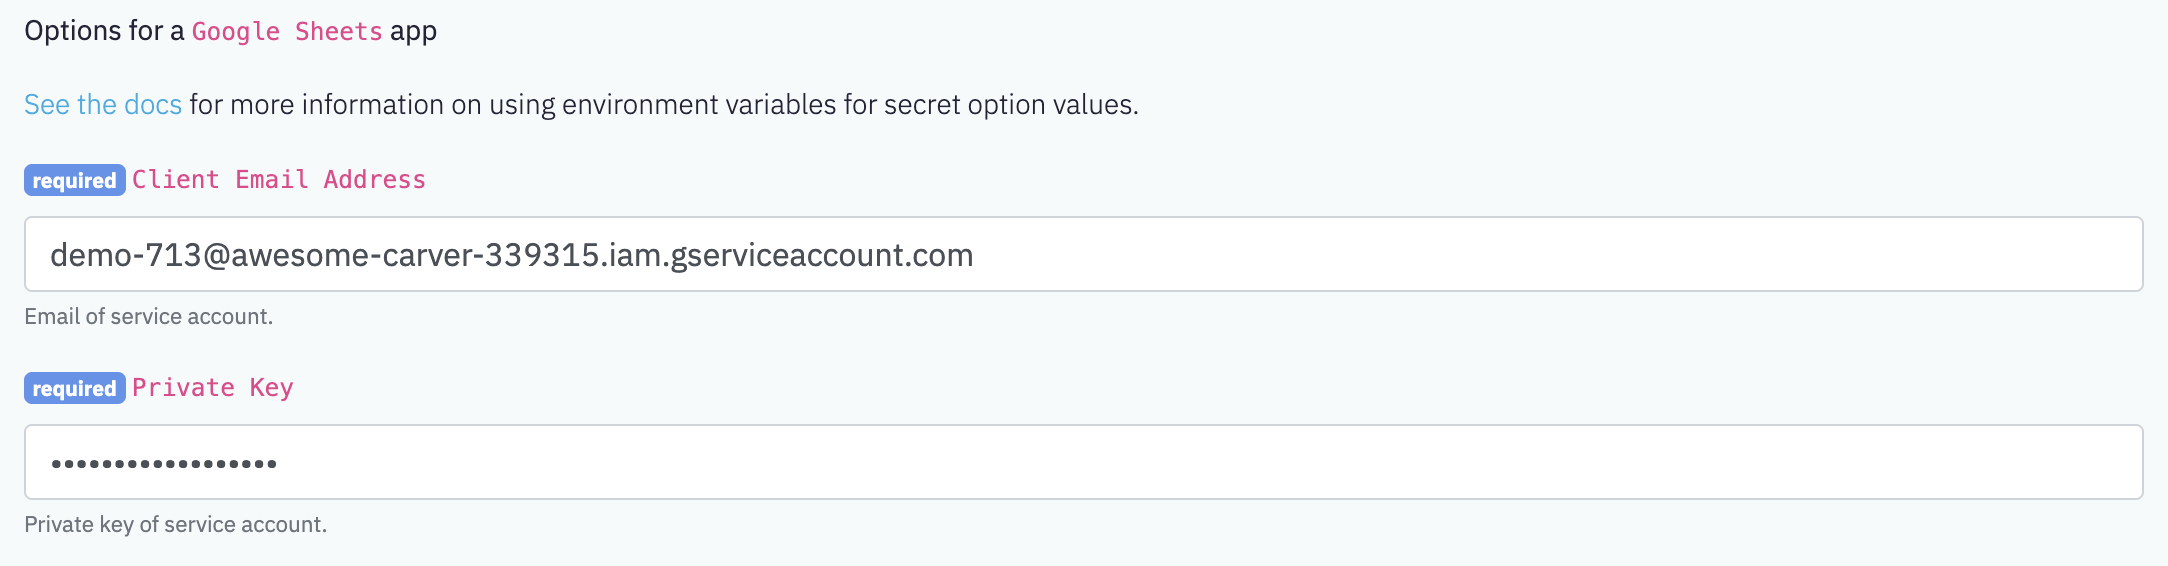 Options for a Google Sheets app
See the docs for more information on using environment variables for secret option values.
required Client Email Address
demo-713@awesome-carver-339315.iam.gserviceaccount.com
Email of service account.
required Private Key
••••••••••••••••••
Private key of service account.